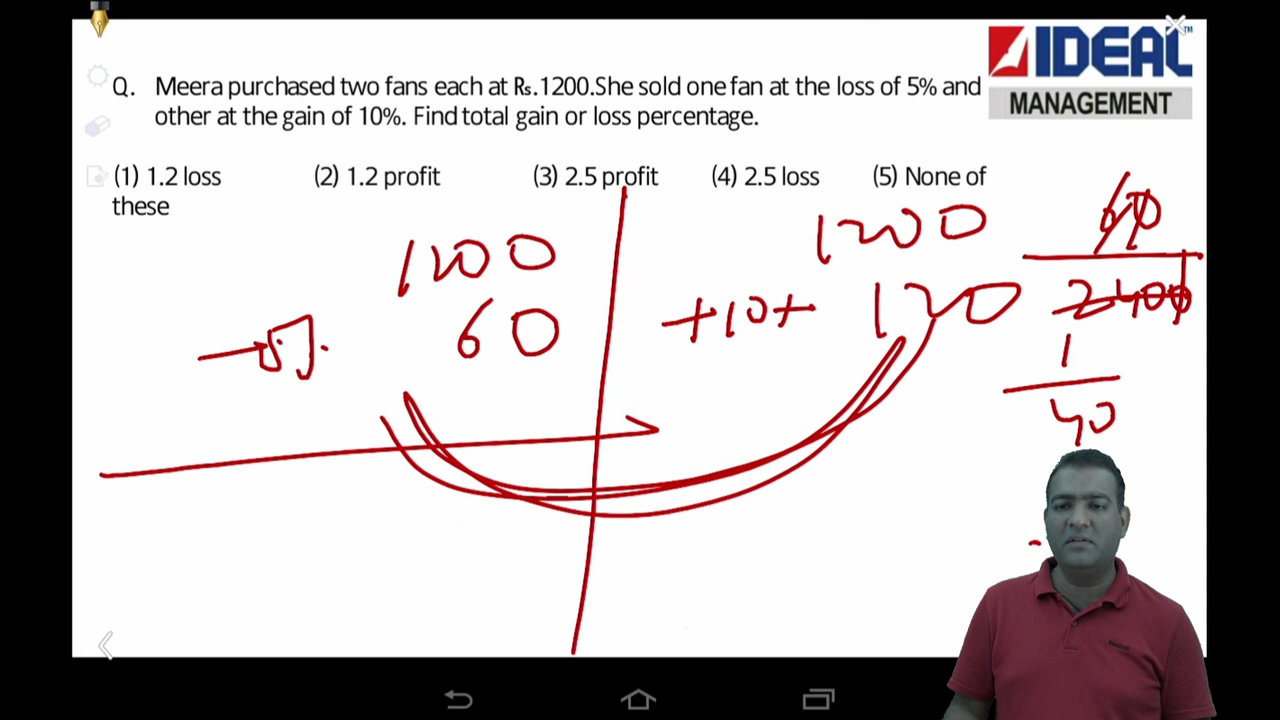 IDEAL™
MANAGEMENT
Q. Meera purchased two fans each at Rs.1200.She sold one fan at the loss of 5% and
other at the gain of 10%. Find total gain or loss percentage.
(1) 1.2 loss (2) 1.2 profit (3) 2.5 profit (4) 2.5 loss (5) None of
these
1200 1200 60
60 +10+ 120 2400
5%
1
40